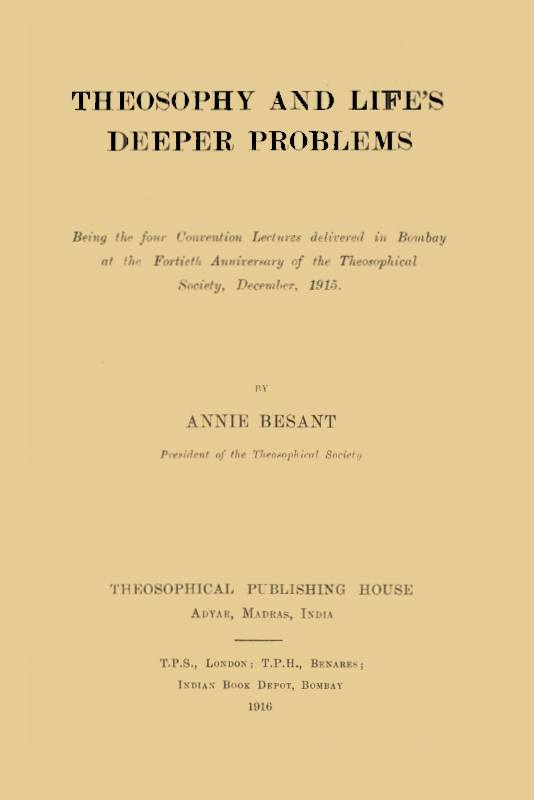 THEOSOPHY AND LIFE'S
DEEPER PROBLEMS
Being the four Convention Lectures delivered in Bombay
at the Fortieth Anniversary of the Theosophical
Society, December, 1915.
BY
ANNIE BESANT
President of the Theosophical Society
THEOSOPHICAL PUBLISHING HOUSE
ADYAR, MADRAS, INDIA
T.P.S., LONDON; T.P.H., BENARES;
INDIAN BOOK DEPOT, BOMBAY
1916